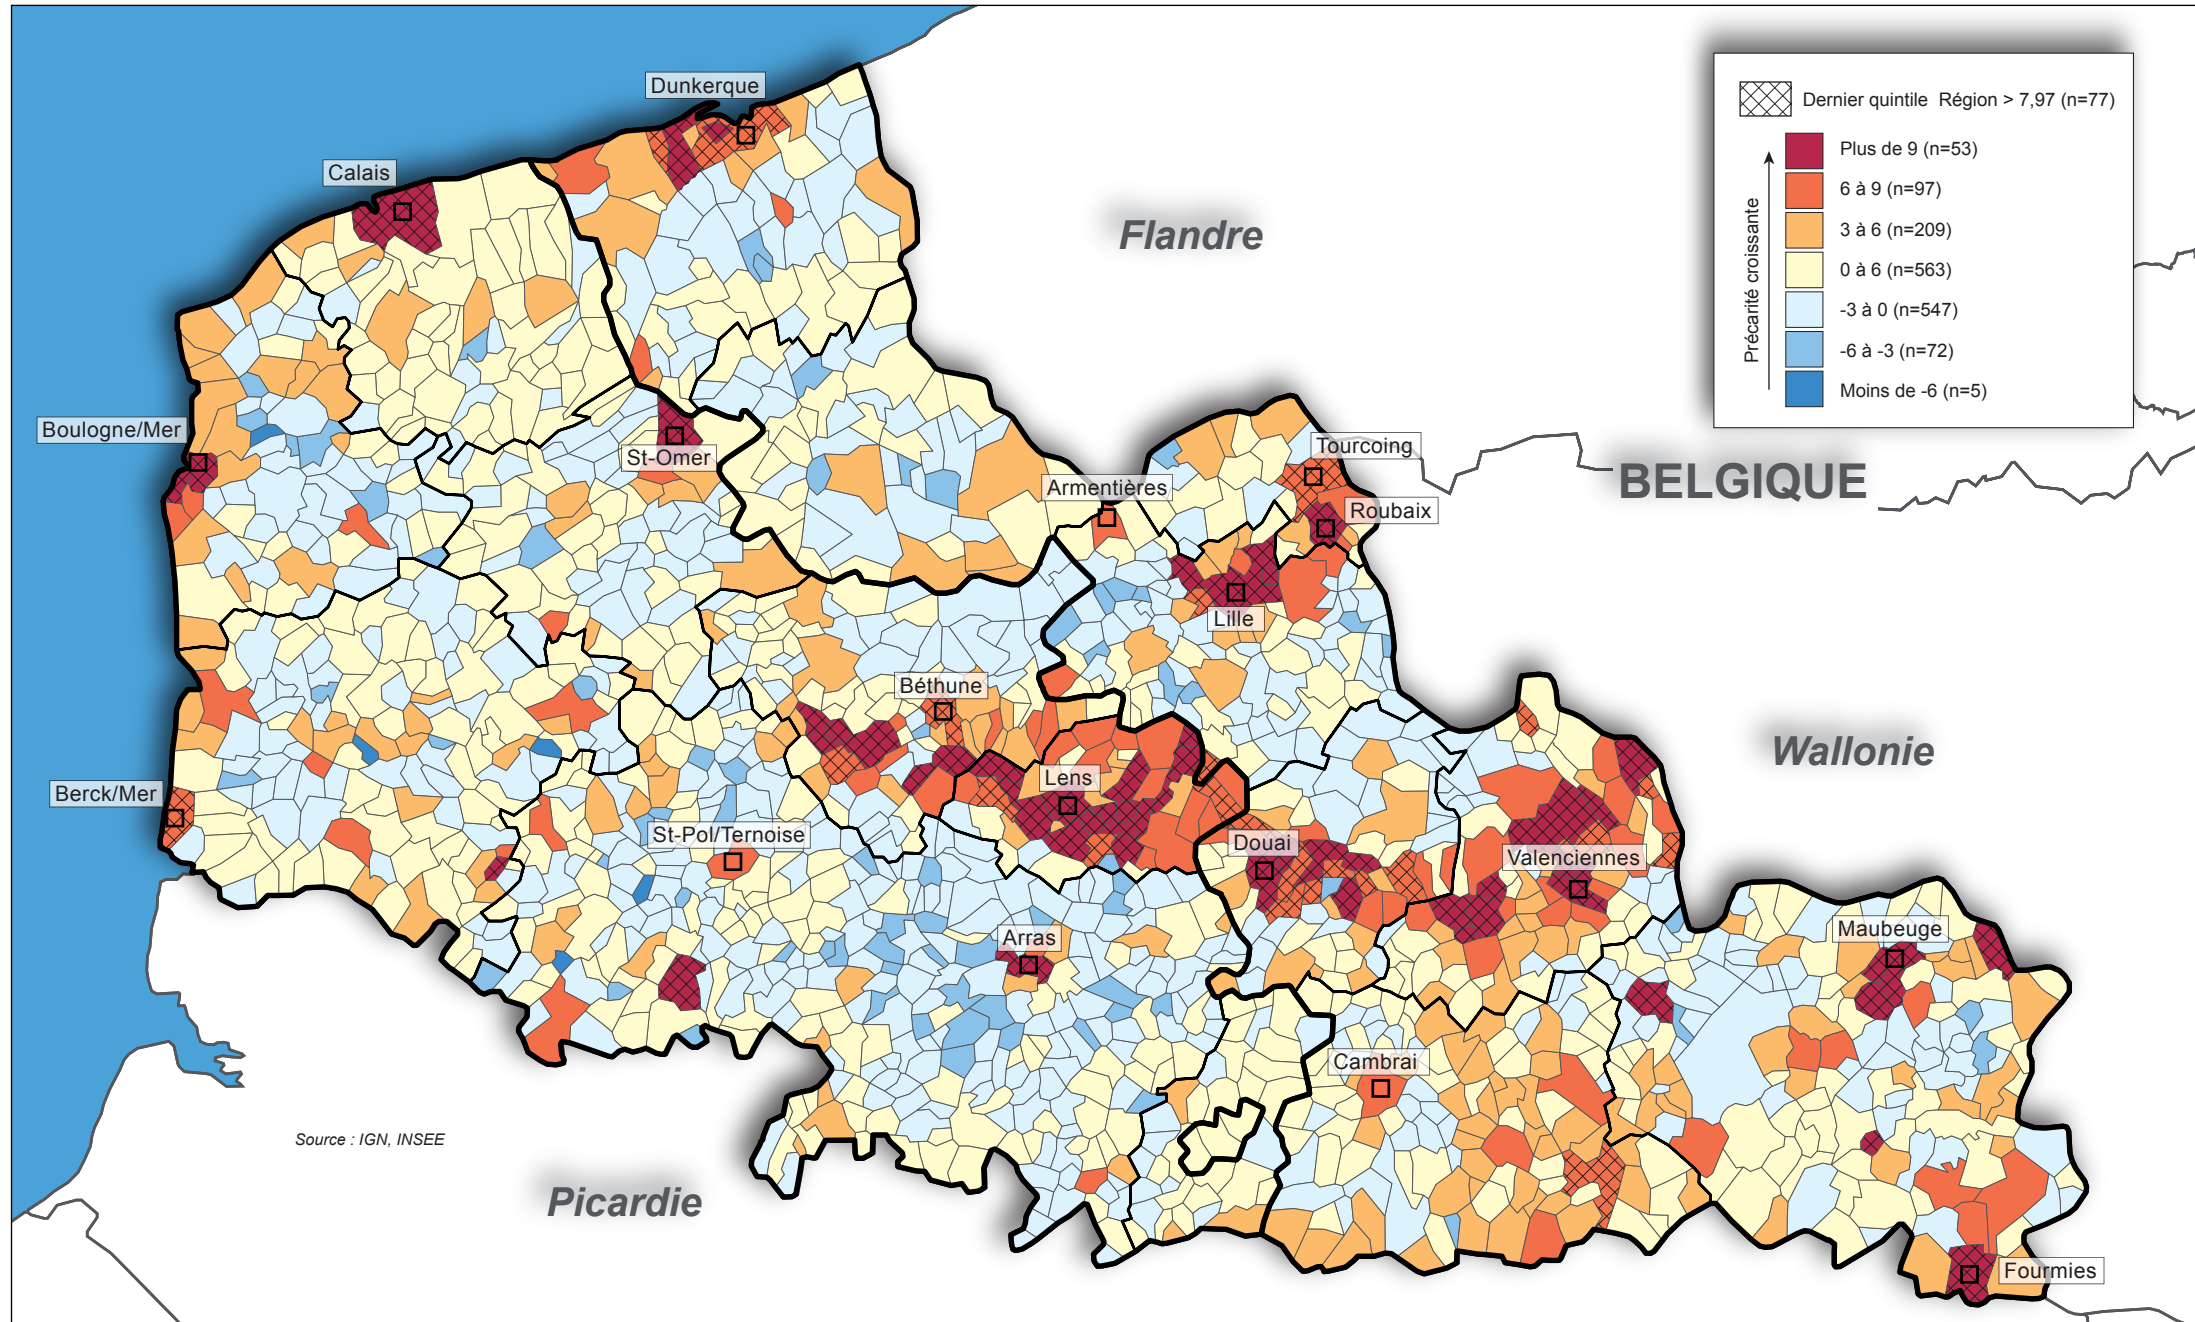 Dunkerque
Dernier quintile Région > 7,97 (n=77)
Plus de 9 (n=53)
6 à 9 (n=97)
3 à 6 (n=209)
0 à 6 (n=563)
-3 à 0 (n=547)
-6 à -3 (n=72)
Moins de -6 (n=5)
Précarité croissante
Calais
Flandre
Boulogne/Mer
St-Omer
Tourcoing
Armentières
BELGIQUE
Roubaix
Lille
Béthune
Wallonie
Lens
Berck/Mer
St-Pol/Ternoise
Douai
Valenciennes
Arras
Maubeuge
Cambrai
Source : IGN, INSEE
Picardie
Fourmies